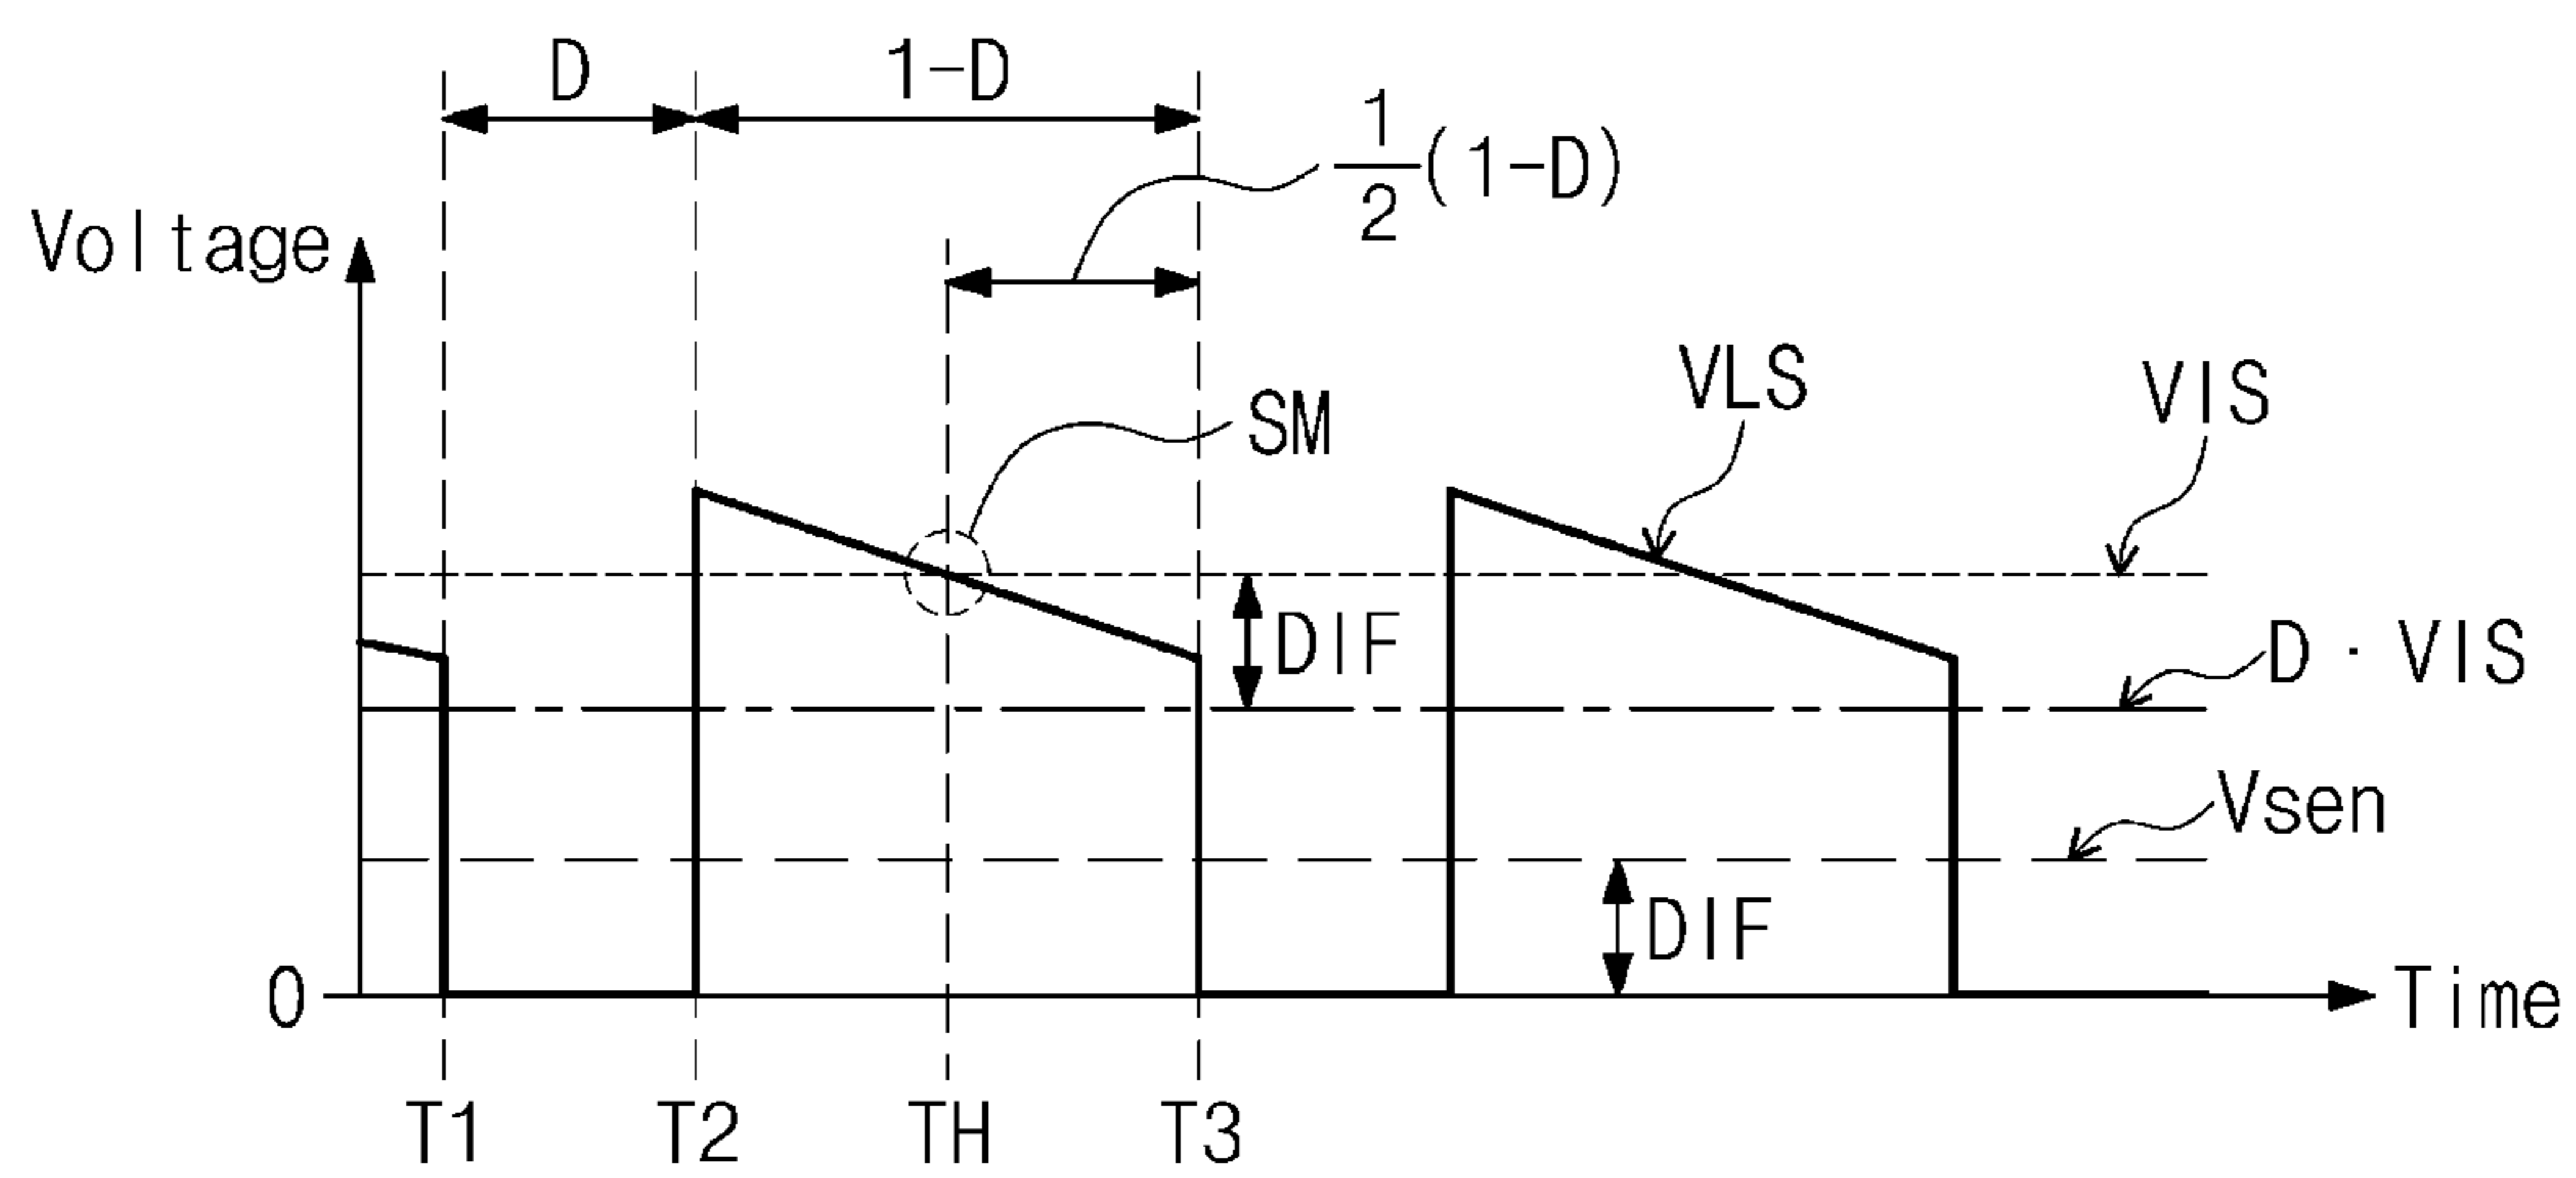 D
1-D
1/2(1-D)
Voltage
VLS
VIS
SM
DIF
D · VIS
Vsen
DIF
0
Time
T1 T2 TH T3